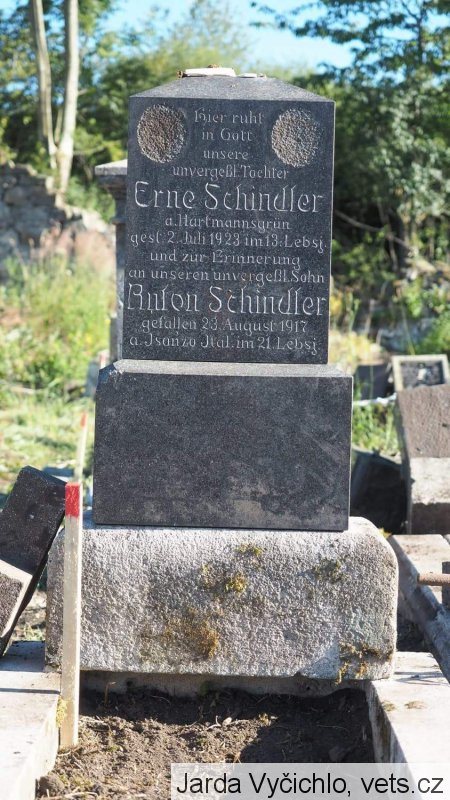 Hier ruht
in Gott
unsere
unvergeßl. Tochter
Erne Schindler
a. Hartmannsgrün
gest. 2. Juli 1923 im 13. Lebsj.
und zur Erinnerung
an unseren unvergeßl. Sohn
Anton Schindler
gefallen 23. August 1917
a. Isonzo Ital. im 21. Lebsj.
Jarda Vyčichlo, vets.cz